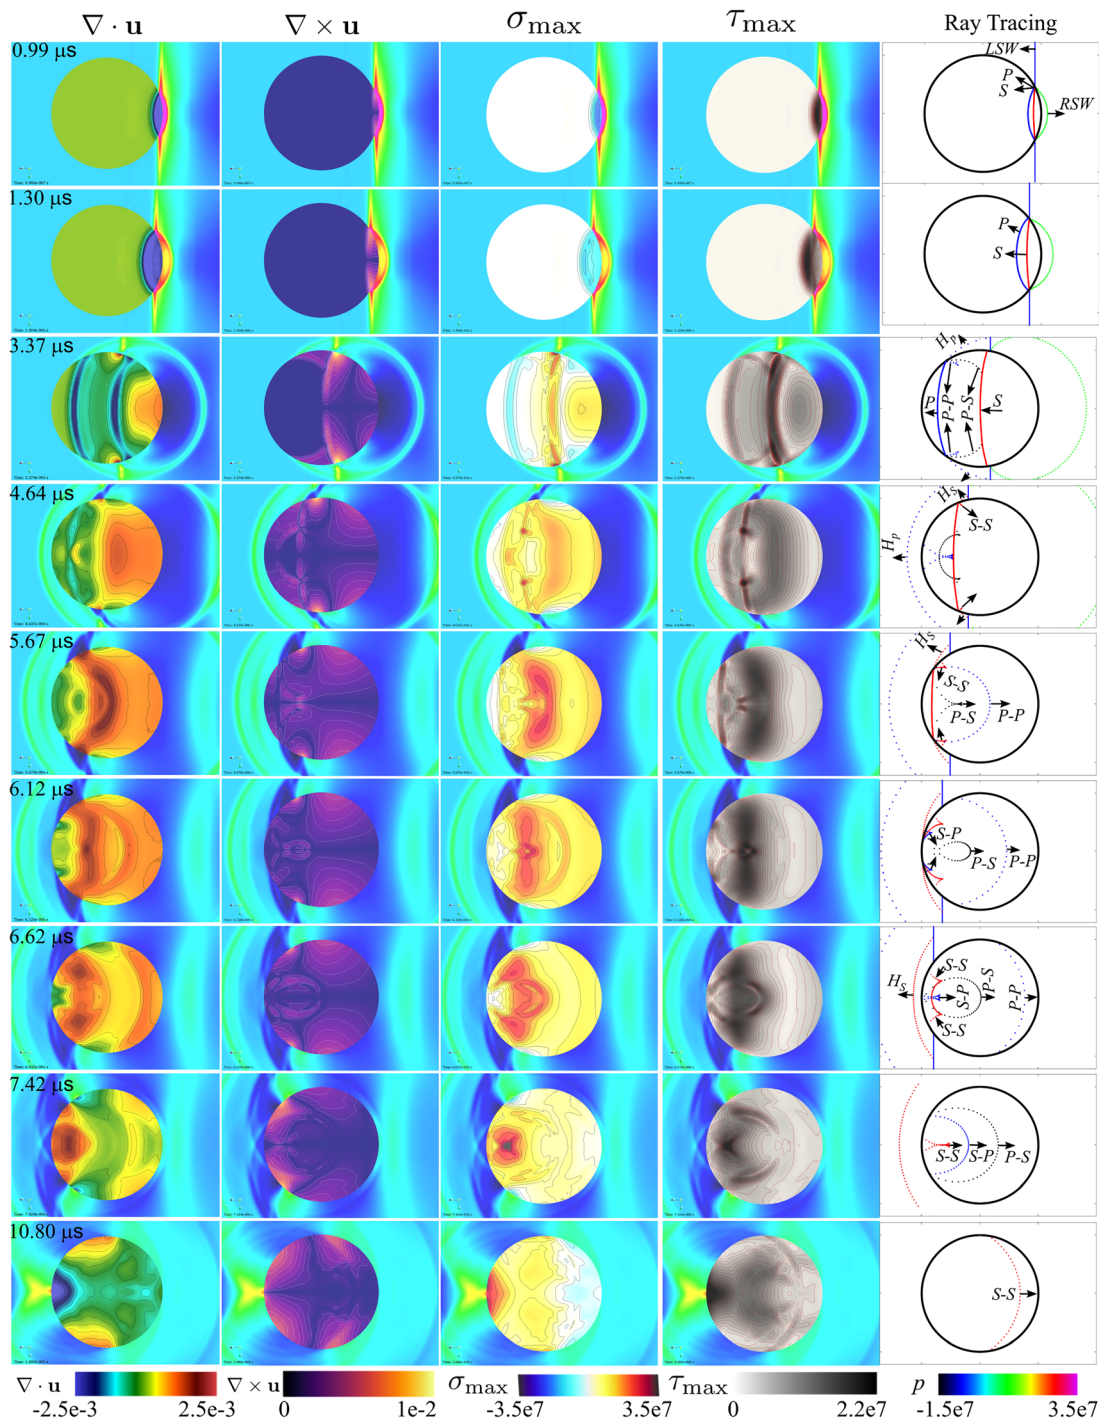 ∇ · u ∇ × u σmax τmax Ray Tracing
0.99 μs
LSW
P
S
RSW
1.30 μs
P
S
3.37 μs
Hp
P P-P P-S S
4.64 μs
HS
S-S
Hp
5.67 μs
HS
S-S
P-S P-P
6.12 μs
S-P
P-S P-P
6.62 μs
S-S
HS S-P P-S P-P
S-S
7.42 μs
S-S S-P P-S
10.80 μs
S-S
∇ · u ∇ × u σmax τmax p
-2.5e-3 2.5e-3 0 1e-2 -3.5e7 3.5e7 0 2.2e7 -1.5e7 3.5e7